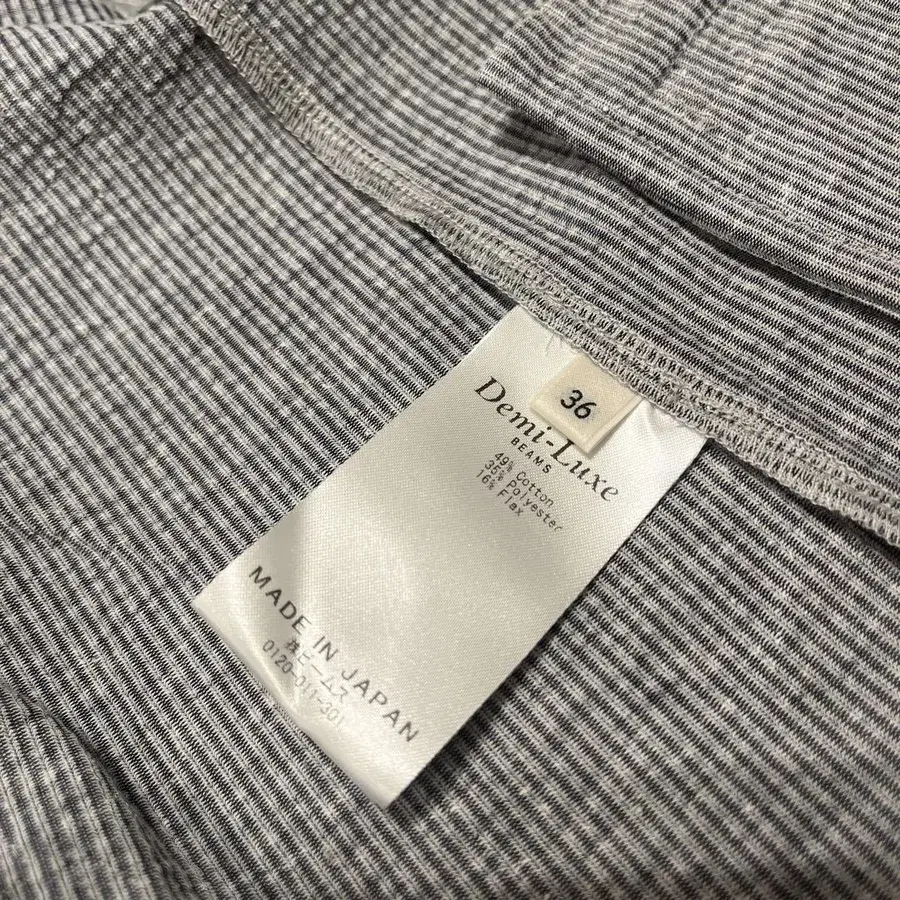 36
Demi-Luxe
BEAMS
49% Cotton
35% Polyester
16% Flax
MADE IN JAPAN
㈱ビームス
0120-011-301